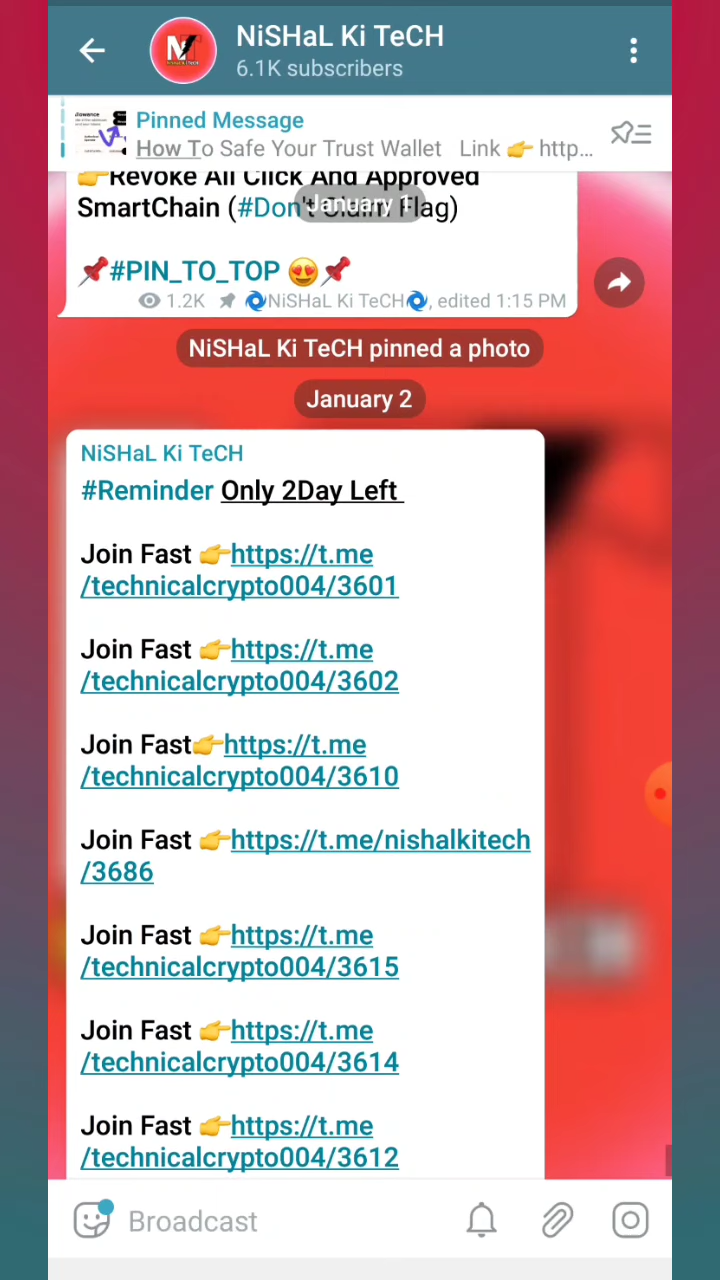 NiSHaL Ki TeCH
6.1K subscribers
Pinned Message
How To Safe Your Trust Wallet Link 👉 http...
👉Revoke All Click And Approved
SmartChain (#Don't Claim Flag)
January 1
📌#PIN_TO_TOP 😍📌
1.2K 🌀NiSHaL Ki TeCH🌀, edited 1:15 PM
NiSHaL Ki TeCH pinned a photo
January 2
NiSHaL Ki TeCH
#Reminder Only 2Day Left
Join Fast 👉https://t.me
/technicalcrypto004/3601
Join Fast 👉https://t.me
/technicalcrypto004/3602
Join Fast👉https://t.me
/technicalcrypto004/3610
Join Fast 👉https://t.me/nishalkitech
/3686
Join Fast 👉https://t.me
/technicalcrypto004/3615
Join Fast 👉https://t.me
/technicalcrypto004/3614
Join Fast 👉https://t.me
/technicalcrypto004/3612
Broadcast